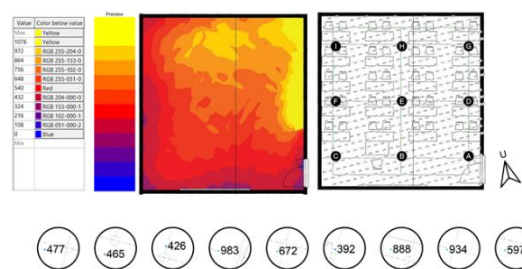 Value Color below value
Max Yellow
1076 Yellow
972 RGB 255-204-0
864 RGB 255-153-0
756 RGB 255-102-0
648 RGB 255-051-0
540 Red
432 RGB 204-000-0
324 RGB 153-000-1
216 RGB 102-000-1
108 RGB 051-000-2
0 Blue
Min
Preview
I H G
F E D
C B A
477 465 426 983 672 392 888 934 597